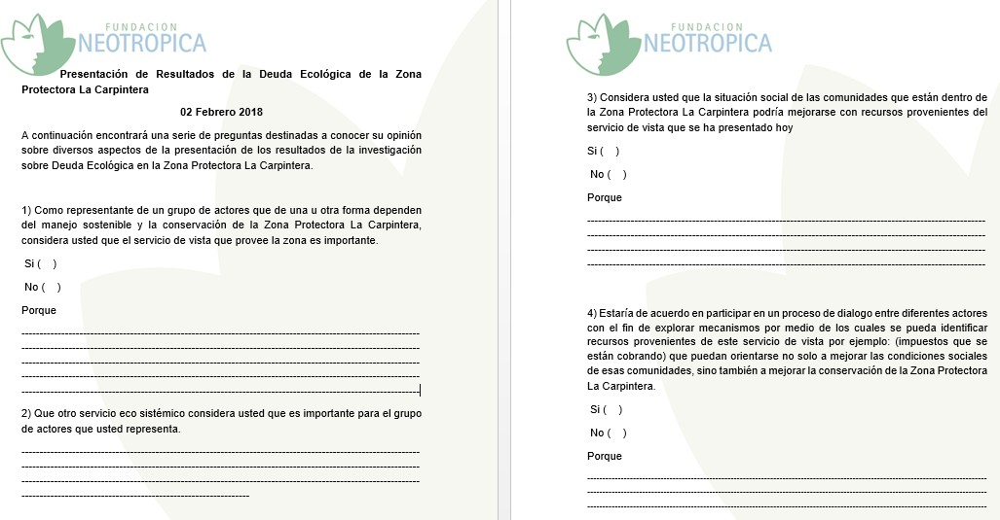 FUNDACION
NEOTROPICA
Presentación de Resultados de la Deuda Ecológica de la Zona
Protectora La Carpintera
02 Febrero 2018
A continuación encontrará una serie de preguntas destinadas a conocer su opinión
sobre diversos aspectos de la presentación de los resultados de la investigación
sobre Deuda Ecológica en la Zona Protectora La Carpintera.
1) Como representante de un grupo de actores que de una u otra forma dependen
del manejo sostenible y la conservación de la Zona Protectora La Carpintera,
considera usted que el servicio de vista que provee la zona es importante.
Si (    )
No (    )
Porque
2) Que otro servicio eco sistémico considera usted que es importante para el grupo
de actores que usted representa.
FUNDACION
NEOTROPICA
3) Considera usted que la situación social de las comunidades que están dentro de
la Zona Protectora La Carpintera podría mejorarse con recursos provenientes del
servicio de vista que se ha presentado hoy
Si (    )
No (    )
Porque
4) Estaría de acuerdo en participar en un proceso de dialogo entre diferentes actores
con el fin de explorar mecanismos por medio de los cuales se pueda identificar
recursos provenientes de este servicio de vista por ejemplo: (impuestos que se
están cobrando) que puedan orientarse no solo a mejorar las condiciones sociales
de esas comunidades, sino también a mejorar la conservación de la Zona Protectora
La Carpintera.
Si (    )
No (    )
Porque